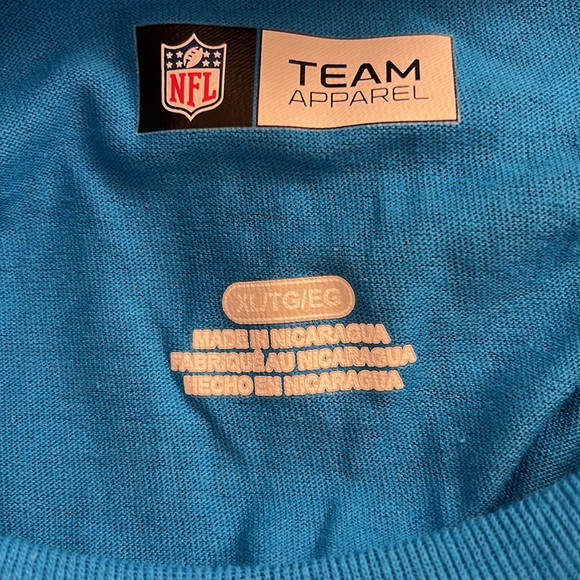 NFL
TEAM
APPAREL
XL/TG/EG
MADE IN NICARAGUA
FABRIQUÉ AU NICARAGUA
HECHO EN NICARAGUA